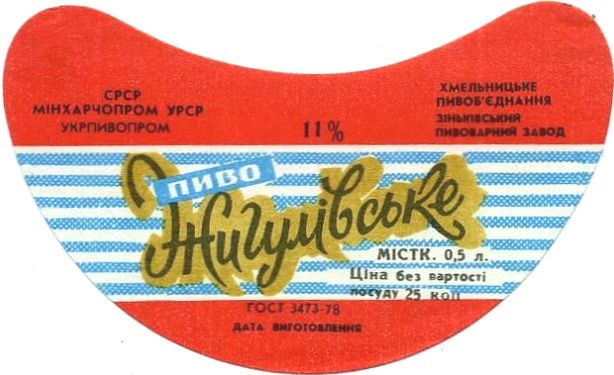 СРСР
МІНХАРЧОПРОМ УРСР
УКРПИВОПРОМ
11%
ХМЕЛЬНИЦЬКЕ
ПИВОБ'ЄДНАННЯ
ЗІНЬКІВСЬКИЙ
ПИВОВАРНИЙ ЗАВОД
ПИВО
Жигулівське
МІСТК. 0,5 л.
Ціна без вартості
посуду 25 коп
ГОСТ 3473-78
ДАТА ВИГОТОВЛЕННЯ